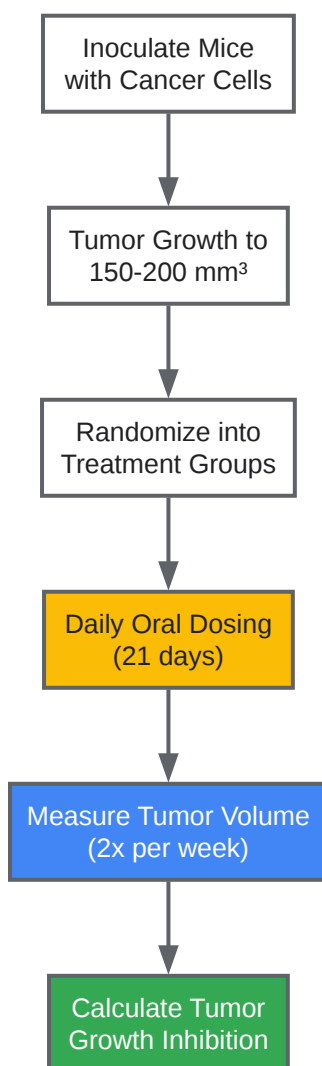 Inoculate Mice
with Cancer Cells
Tumor Growth to
150-200 mm³
Randomize into
Treatment Groups
Daily Oral Dosing
(21 days)
Measure Tumor Volume
(2x per week)
Calculate Tumor
Growth Inhibition